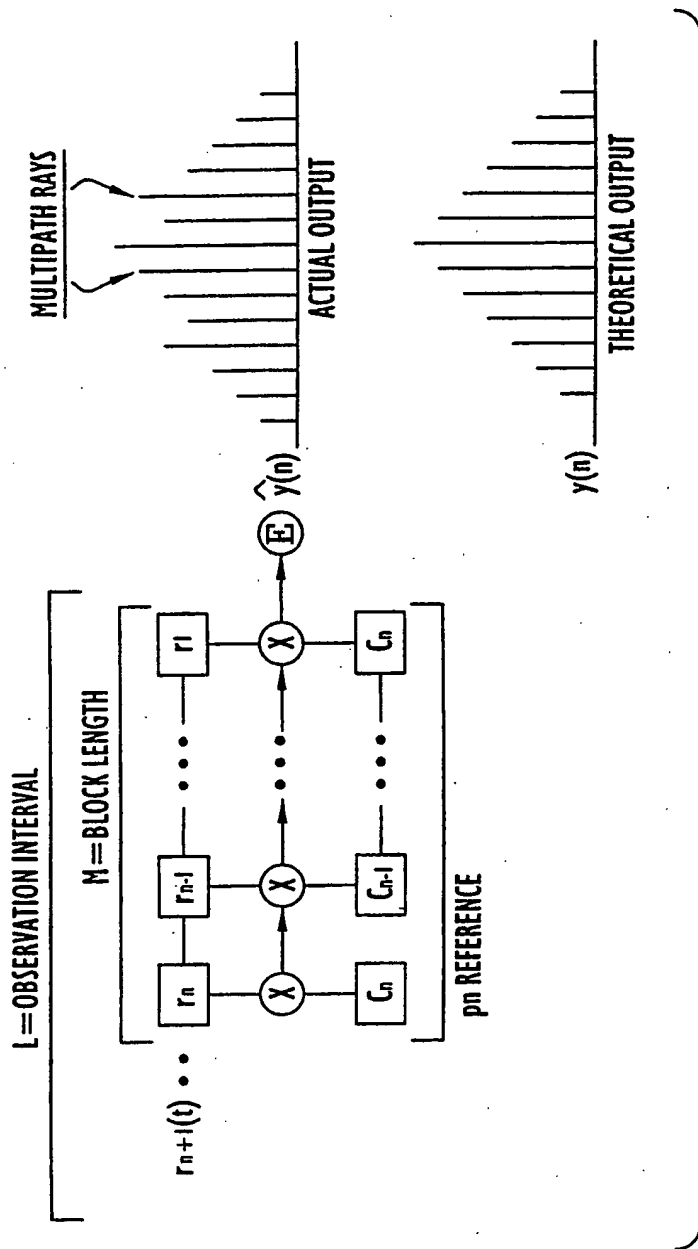 L=OBSERVATION INTERVAL
M=BLOCK LENGTH
rn+1(t)
rn
rn-1
r1
X
X
X
E
ŷ(n)
Cn
Cn-1
Cn
pn REFERENCE
MULTIPATH RAYS
ACTUAL OUTPUT
y(n)
THEORETICAL OUTPUT